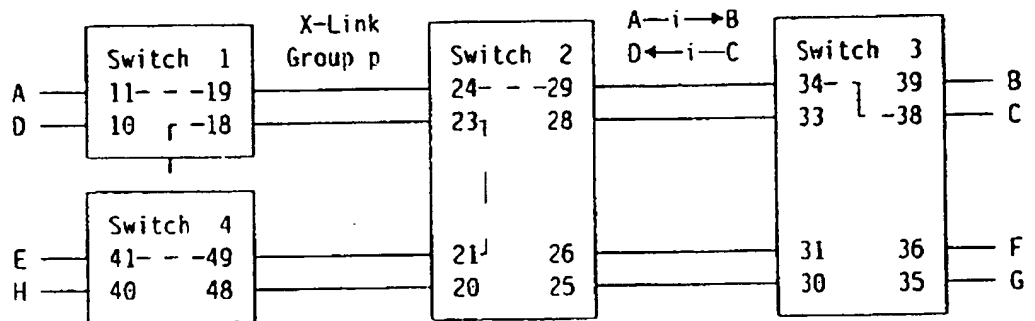 X-Link
Group p
A—i→B
D←i—C
Switch 1
11- - -19
10 -18
Switch 2
24- - -29
23 28
21 26
20 25
Switch 3
34- 39
33 -38
31 36
30 35
Switch 4
41- - -49
40 48
A
D
E
H
B
C
F
G